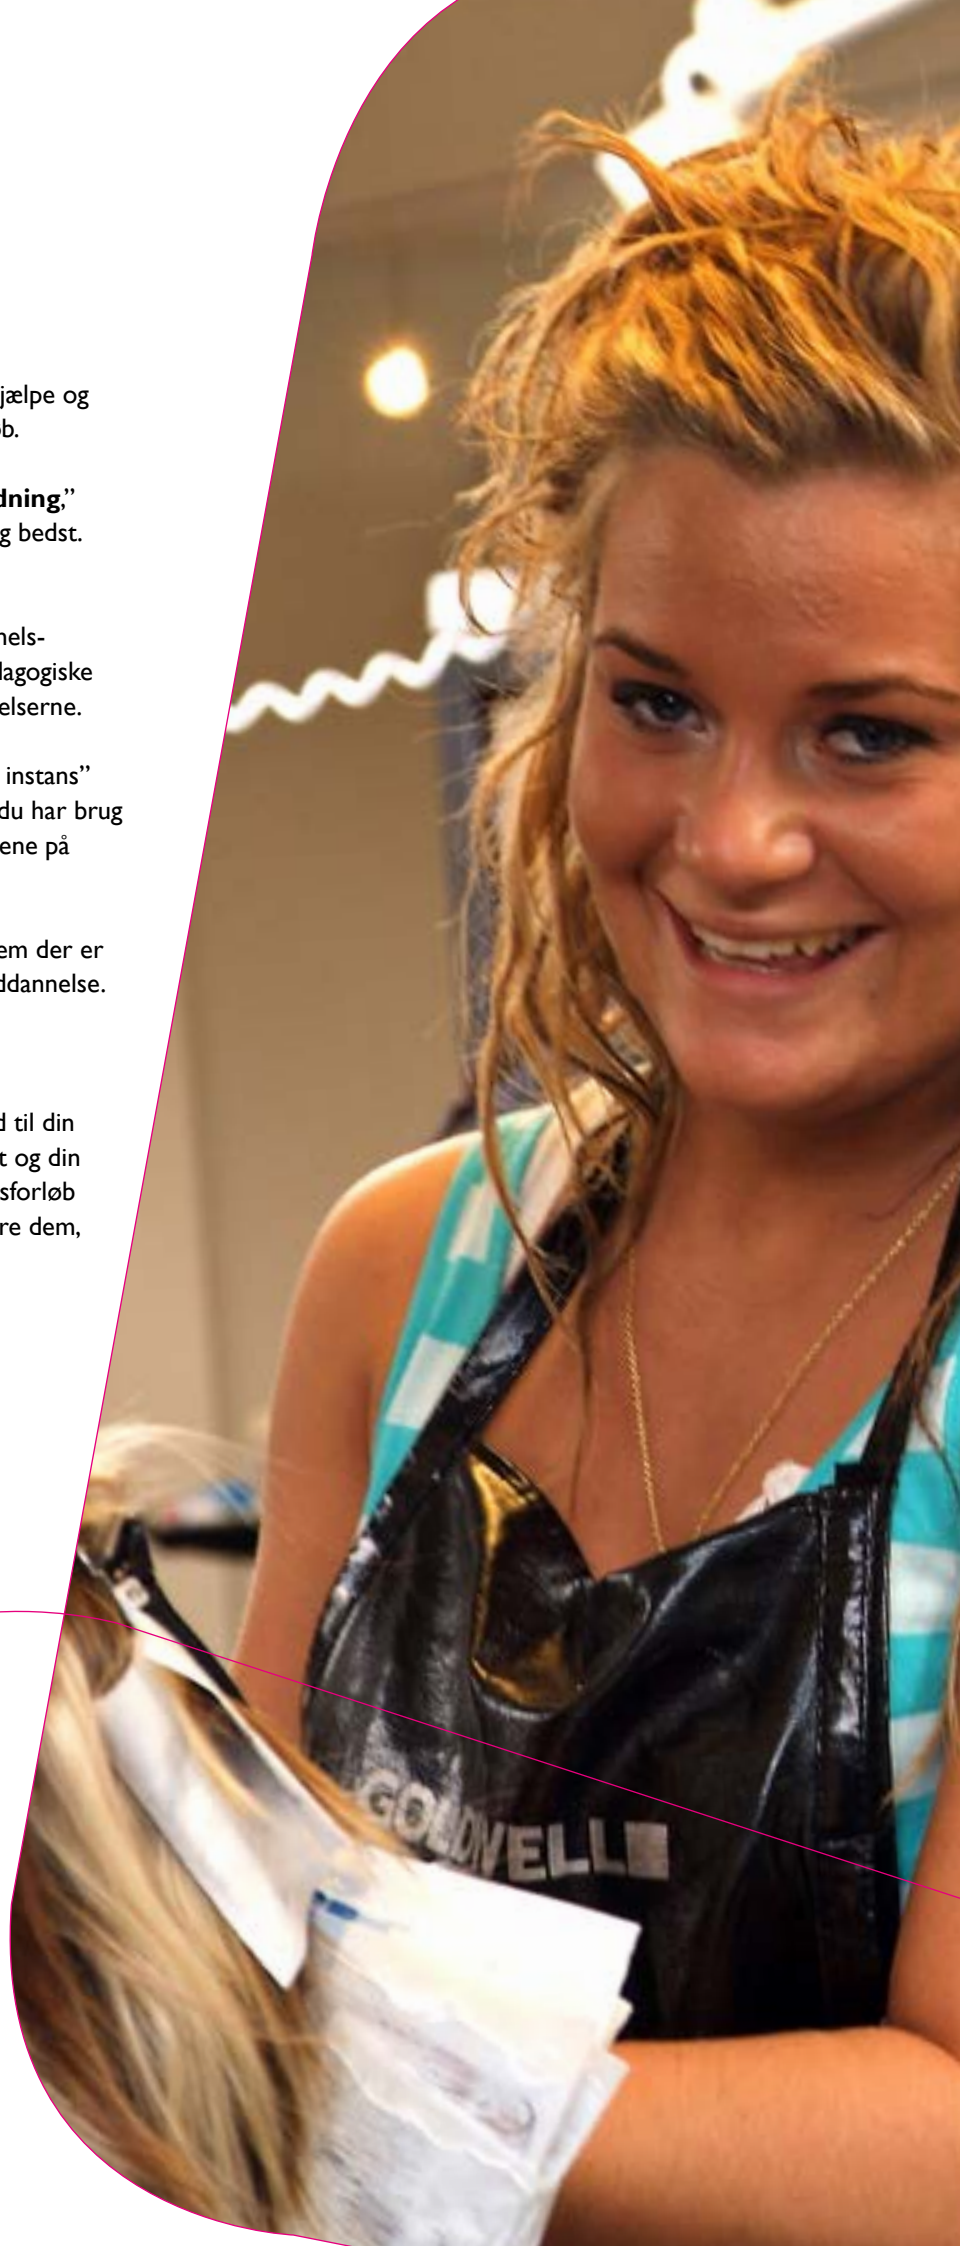 jælpe og
b.
dning,”
g bedst.
nels-
lagogiske
elserne.
instans”
du har brug
ene på
em der er
ddannelse.
d til din
t og din
sforløb
re dem,
GOLDWELL